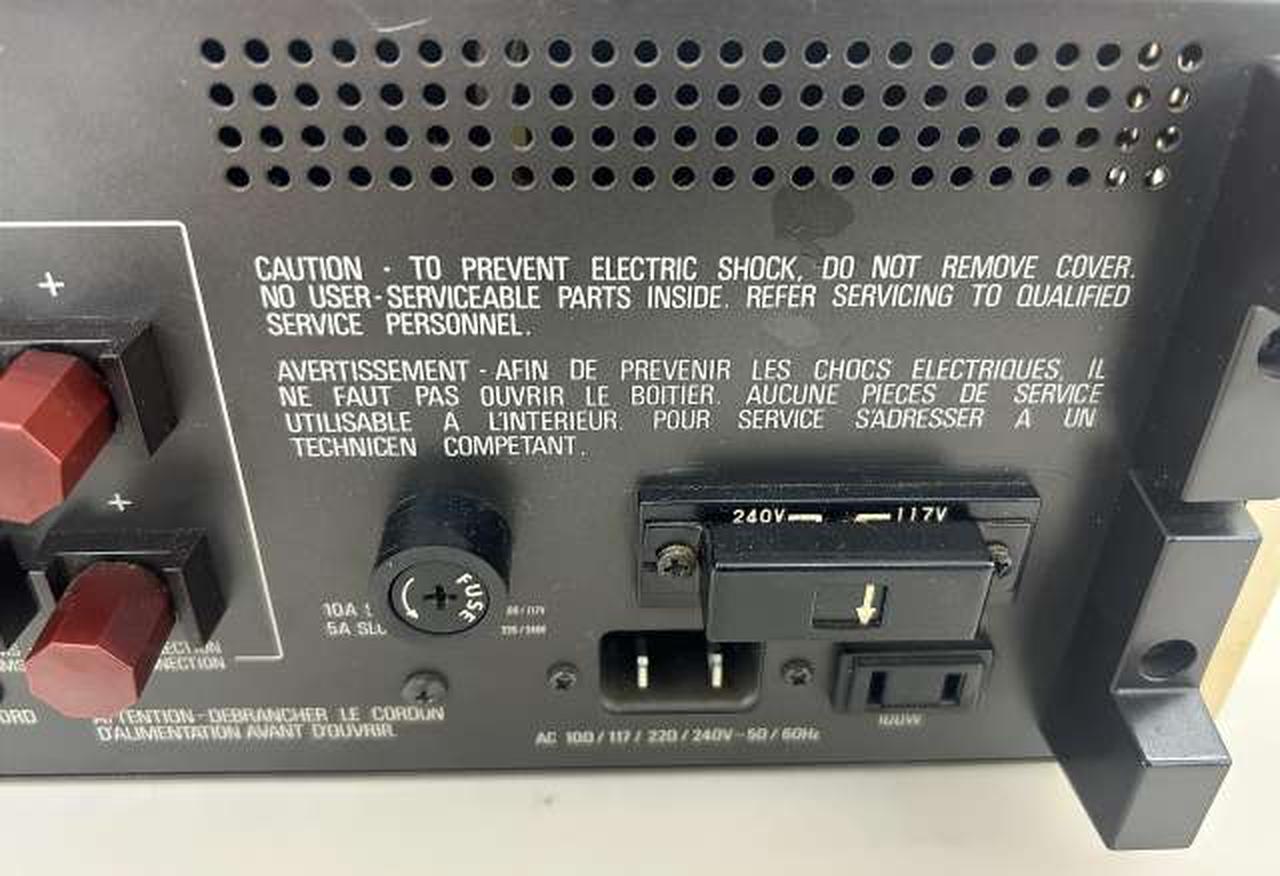 +
CAUTION - TO PREVENT ELECTRIC SHOCK, DO NOT REMOVE COVER.
NO USER-SERVICEABLE PARTS INSIDE. REFER SERVICING TO QUALIFIED
SERVICE PERSONNEL.
AVERTISSEMENT - AFIN DE PREVENIR LES CHOCS ELECTRIQUES, IL
NE FAUT PAS OUVRIR LE BOITIER. AUCUNE PIECES DE SERVICE
UTILISABLE A L'INTERIEUR. POUR SERVICE S'ADRESSER A UN
TECHNICEN COMPETANT.
+
240V 117V
FUSE
10A
5A
ATTENTION - DEBRANCHER LE CORDON
D'ALIMENTATION AVANT D'OUVRIR
AC 100 / 117 / 220 / 240V ~ 50 / 60Hz
100W